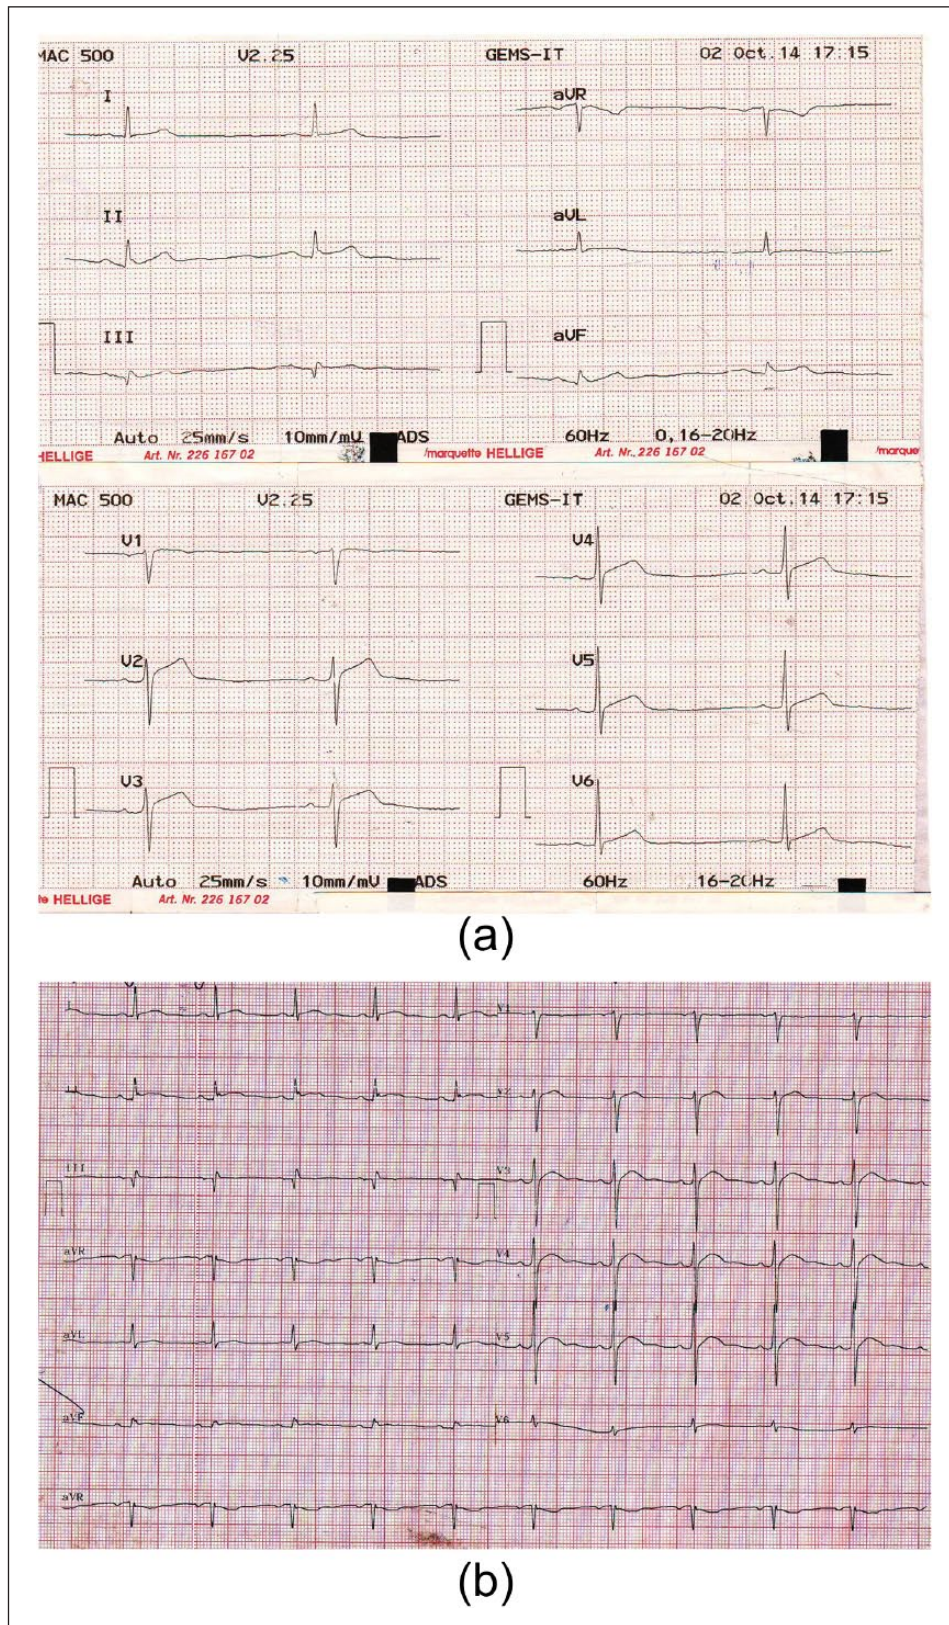 MAC 500 V2.25 GEMS-IT 02 Oct.14 17:15
I aVR
II aVL
III aVF
Auto 25mm/s 10mm/mV ADS 60Hz 0,16-20Hz
HELLIGE Art. Nr. 226 167 02 /marquette HELLIGE Art. Nr. 226 167 02 /marque
MAC 500 V2.25 GEMS-IT 02 Oct.14 17:15
V1 V4
V2 V5
V3 V6
Auto 25mm/s 10mm/mV ADS 60Hz 16-20Hz
te HELLIGE Art. Nr. 226 167 02
(a)
I V1
V2
III V3
aVR V4
aVL V5
aVF V6
aVR
(b)